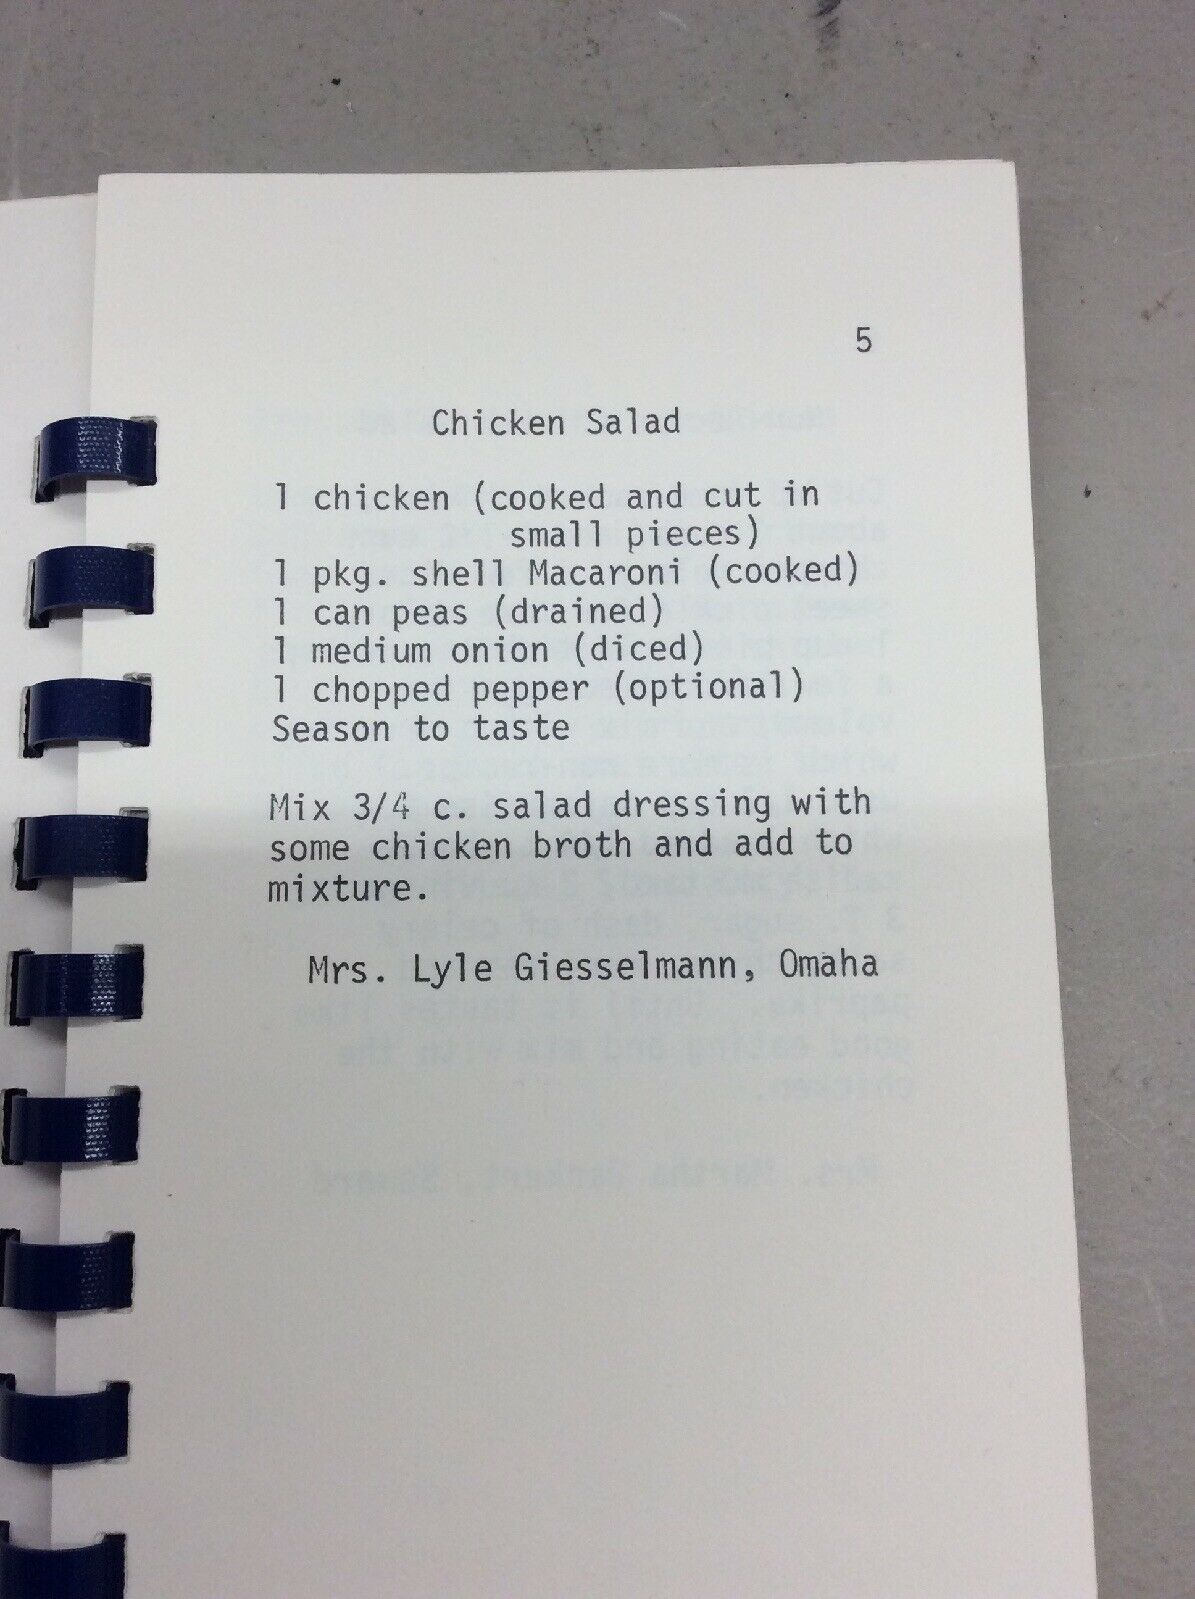 5
Chicken Salad
1 chicken (cooked and cut in
small pieces)
1 pkg. shell Macaroni (cooked)
1 can peas (drained)
1 medium onion (diced)
1 chopped pepper (optional)
Season to taste
Mix 3/4 c. salad dressing with
some chicken broth and add to
mixture.
Mrs. Lyle Giesselmann, Omaha